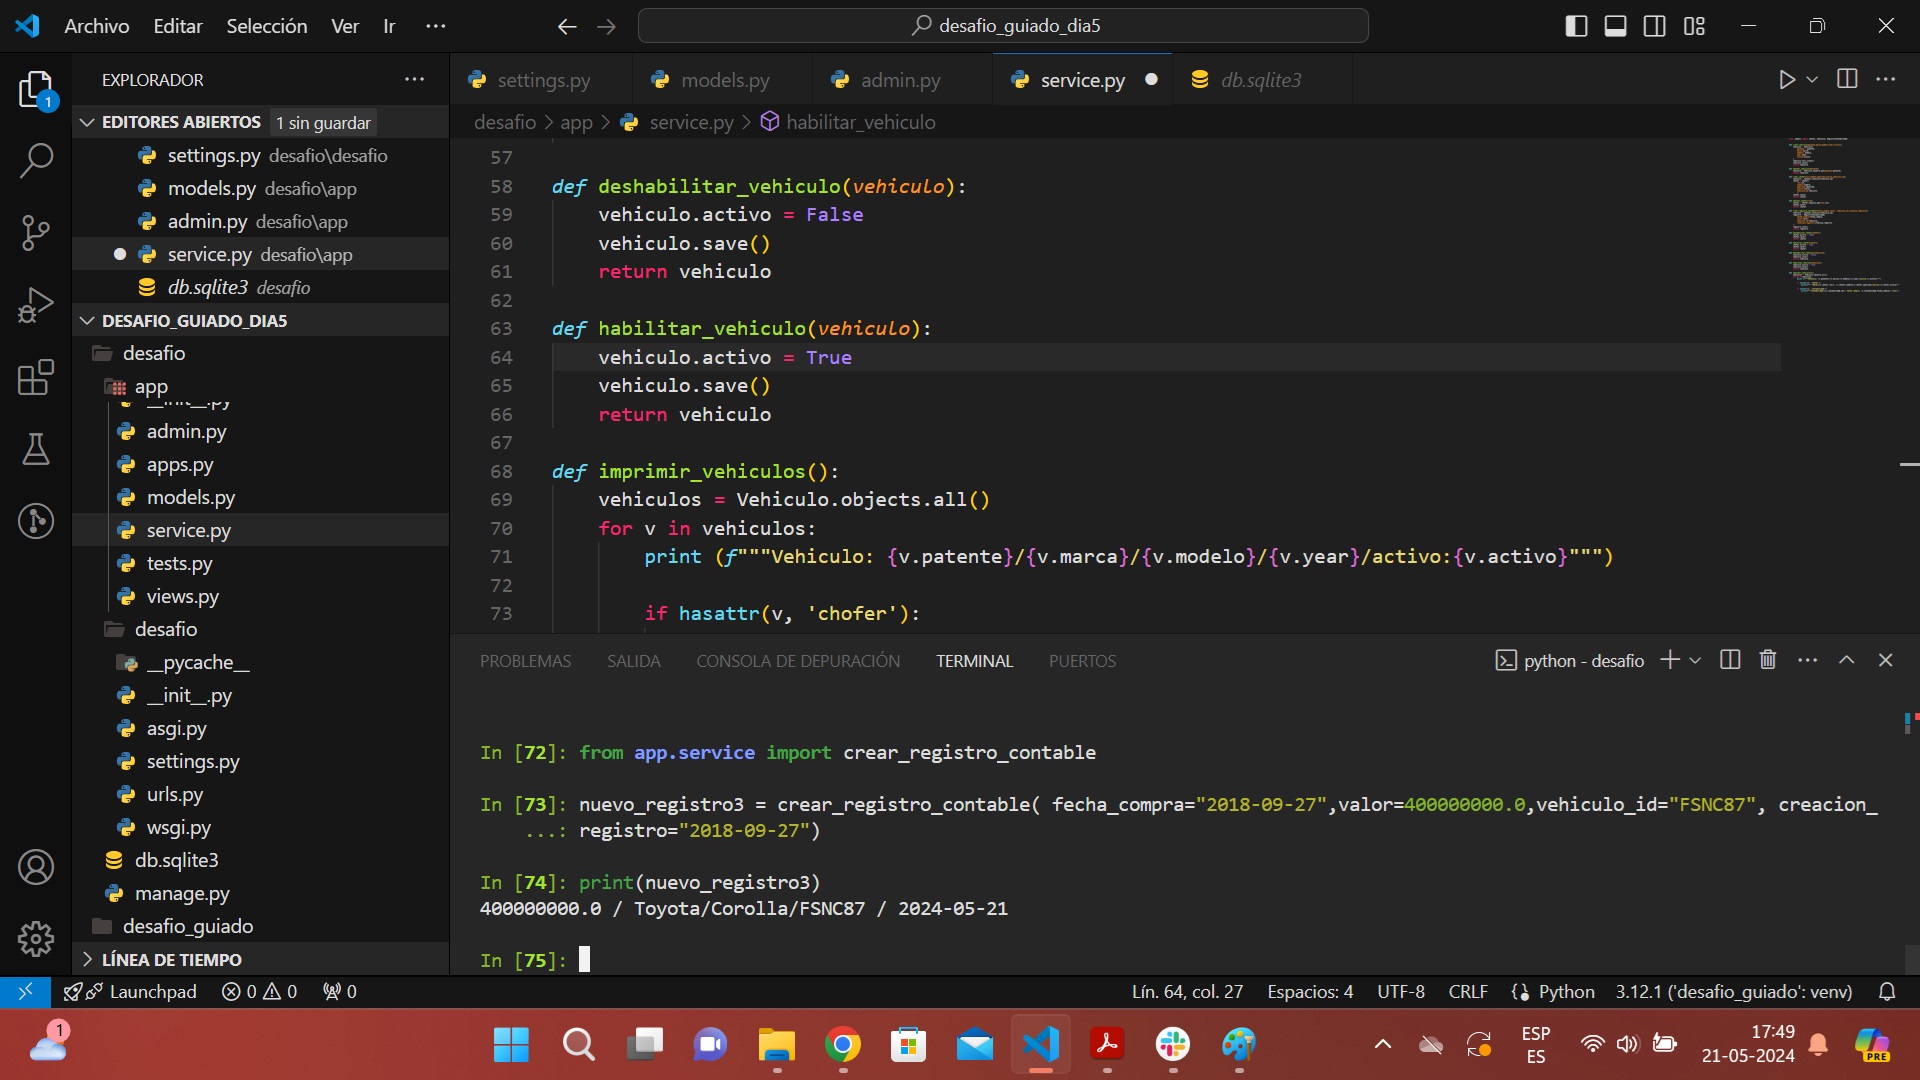 Archivo Editar Selección Ver Ir ···
desafio_guiado_dia5
EXPLORADOR
EDITORES ABIERTOS 1 sin guardar
settings.py desafio\desafio
models.py desafio\app
admin.py desafio\app
service.py desafio\app
db.sqlite3 desafio
DESAFIO_GUIADO_DIA5
desafio
app
__init__.py
admin.py
apps.py
models.py
service.py
tests.py
views.py
desafio
__pycache__
__init__.py
asgi.py
settings.py
urls.py
wsgi.py
db.sqlite3
manage.py
desafio_guiado
LÍNEA DE TIEMPO
settings.py models.py admin.py service.py db.sqlite3
desafio > app > service.py > habilitar_vehiculo
57
58 def deshabilitar_vehiculo(vehiculo):
59 vehiculo.activo = False
60 vehiculo.save()
61 return vehiculo
62
63 def habilitar_vehiculo(vehiculo):
64 vehiculo.activo = True
65 vehiculo.save()
66 return vehiculo
67
68 def imprimir_vehiculos():
69 vehiculos = Vehiculo.objects.all()
70 for v in vehiculos:
71 print (f"""Vehiculo: {v.patente}/{v.marca}/{v.modelo}/{v.year}/activo:{v.activo}""")
72
73 if hasattr(v, 'chofer'):
PROBLEMAS SALIDA CONSOLA DE DEPURACIÓN TERMINAL PUERTOS
python - desafio
In [72]: from app.service import crear_registro_contable
In [73]: nuevo_registro3 = crear_registro_contable( fecha_compra="2018-09-27",valor=400000000.0,vehiculo_id="FSNC87", creacion_
...: registro="2018-09-27")
In [74]: print(nuevo_registro3)
400000000.0 / Toyota/Corolla/FSNC87 / 2024-05-21
In [75]:
1
Launchpad 0 0 0
Lín. 64, col. 27 Espacios: 4 UTF-8 CRLF Python 3.12.1 ('desafio_guiado': venv)
1
ESP
ES
17:49
21-05-2024
PRE